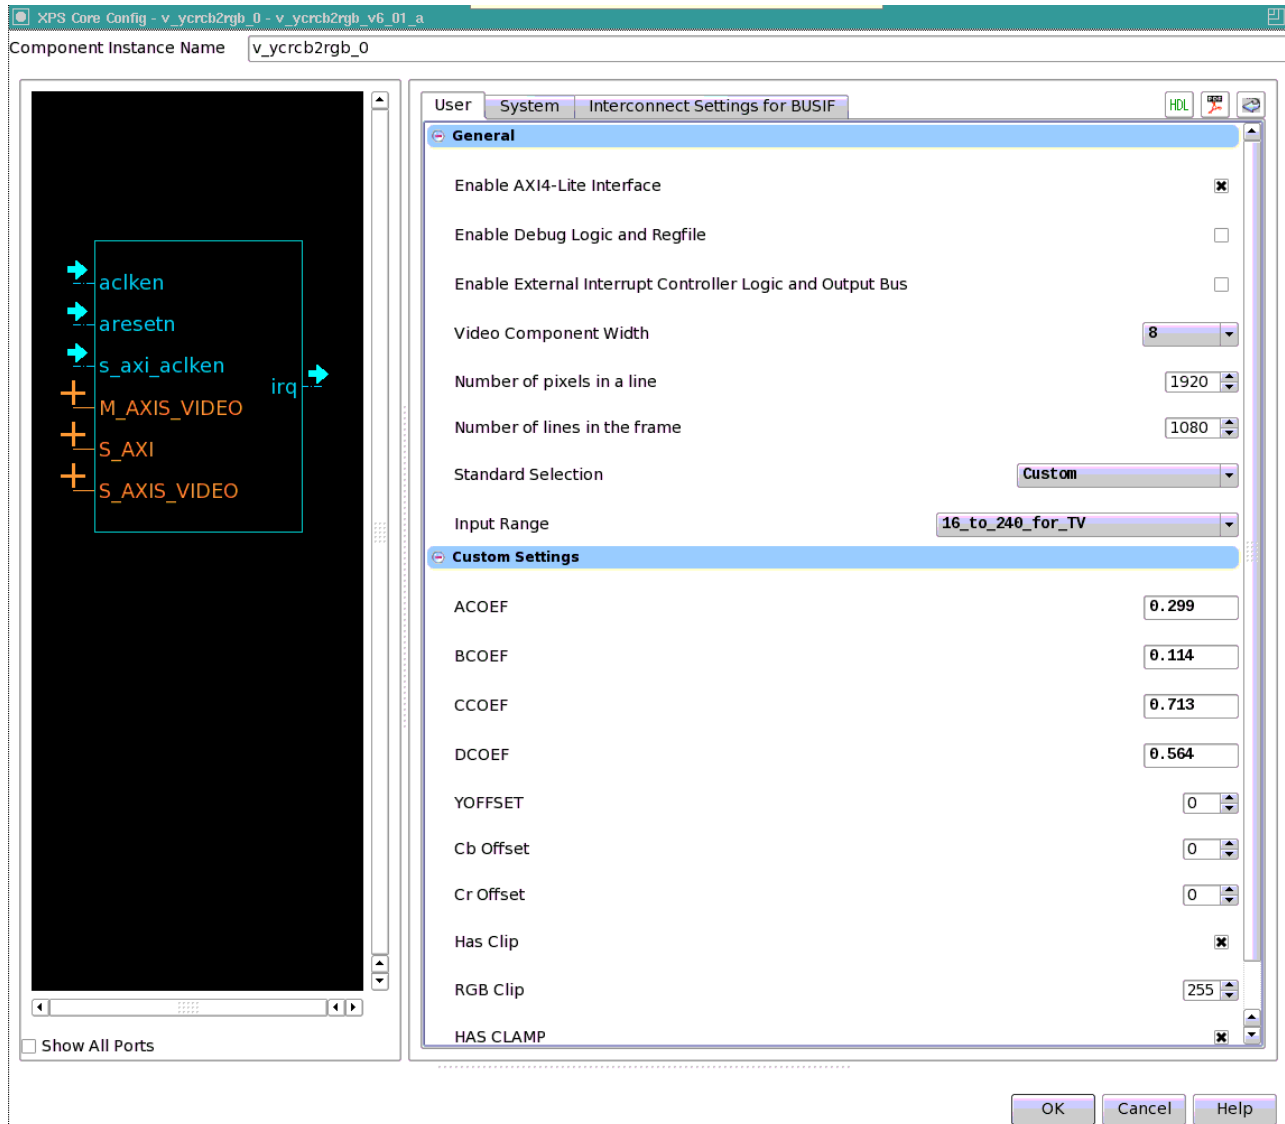 XPS Core Config - v_ycrcb2rgb_0 - v_ycrcb2rgb_v6_01_a
Component Instance Name v_ycrcb2rgb_0
User System Interconnect Settings for BUSIF HDL PDF
General
Enable AXI4-Lite Interface
Enable Debug Logic and Regfile
Enable External Interrupt Controller Logic and Output Bus
Video Component Width 8
Number of pixels in a line 1920
Number of lines in the frame 1080
Standard Selection Custom
Input Range 16_to_240_for_TV
Custom Settings
ACOEF 0.299
BCOEF 0.114
CCOEF 0.713
DCOEF 0.564
YOFFSET 0
Cb Offset 0
Cr Offset 0
Has Clip
RGB Clip 255
HAS CLAMP
aclken
aresetn
s_axi_aclken
irq
M_AXIS_VIDEO
S_AXI
S_AXIS_VIDEO
Show All Ports
OK Cancel Help